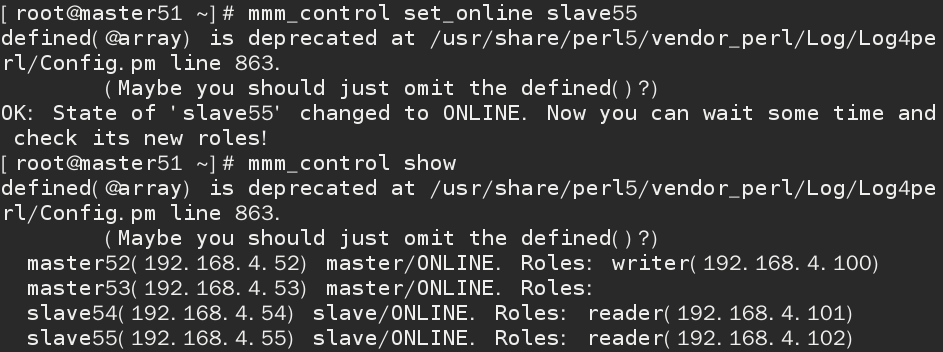 [root@master51 ~]# mmm_control set_online slave55
defined(@array) is deprecated at /usr/share/perl5/vendor_perl/Log/Log4pe
rl/Config.pm line 863.
        (Maybe you should just omit the defined()?)
OK: State of 'slave55' changed to ONLINE. Now you can wait some time and
 check its new roles!
[root@master51 ~]# mmm_control show
defined(@array) is deprecated at /usr/share/perl5/vendor_perl/Log/Log4pe
rl/Config.pm line 863.
        (Maybe you should just omit the defined()?)
  master52(192.168.4.52) master/ONLINE. Roles: writer(192.168.4.100)
  master53(192.168.4.53) master/ONLINE. Roles:
  slave54(192.168.4.54) slave/ONLINE. Roles: reader(192.168.4.101)
  slave55(192.168.4.55) slave/ONLINE. Roles: reader(192.168.4.102)